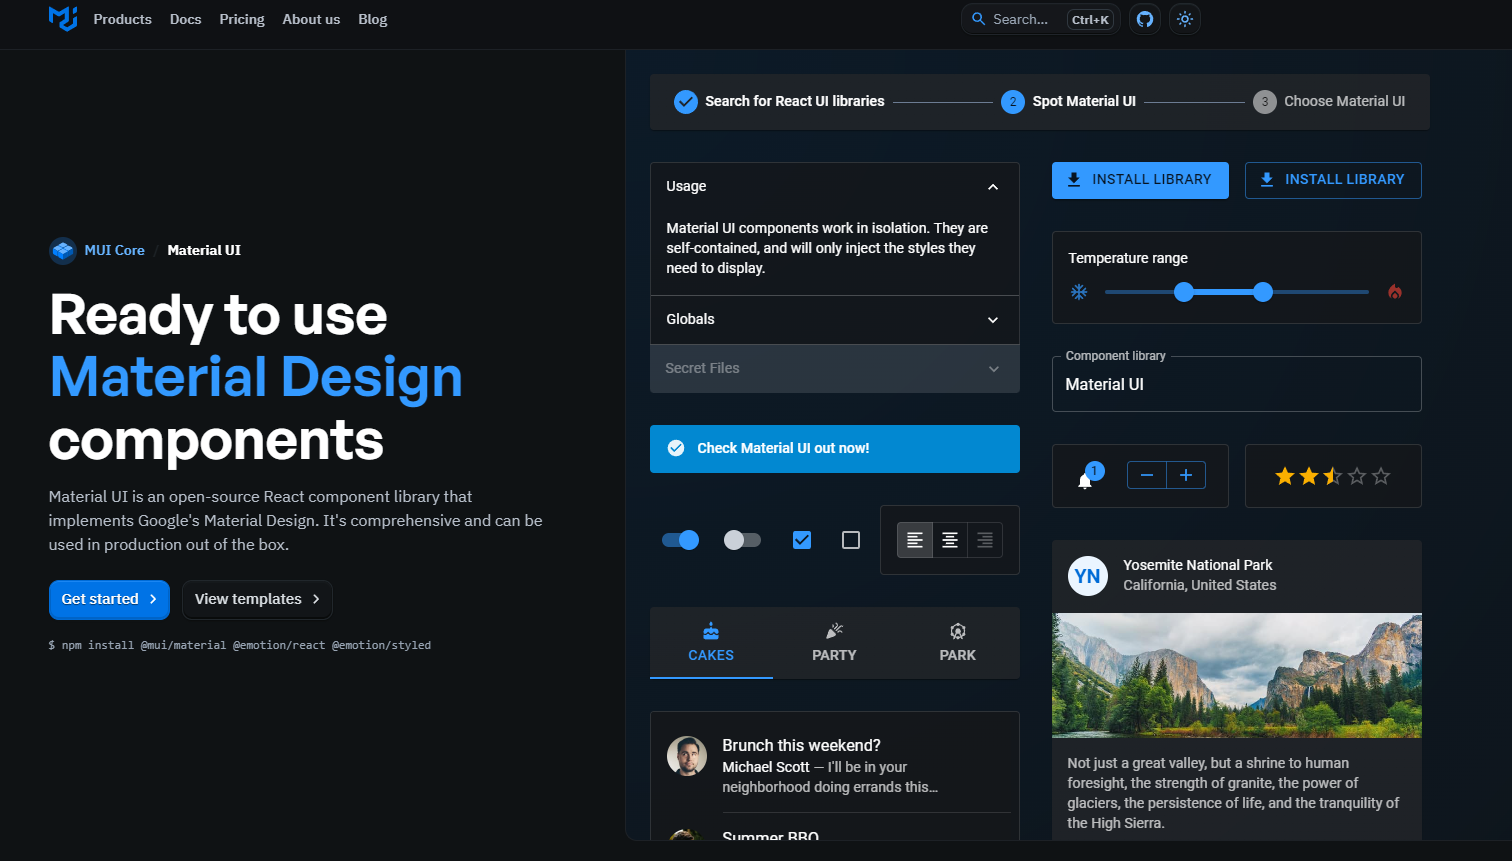 Products Docs Pricing About us Blog
Search... Ctrl+K
MUI Core / Material UI
Ready to use
Material Design
components
Material UI is an open-source React component library that
implements Google's Material Design. It's comprehensive and can be
used in production out of the box.
Get started
View templates
$ npm install @mui/material @emotion/react @emotion/styled
Search for React UI libraries
2 Spot Material UI
3 Choose Material UI
Usage
Material UI components work in isolation. They are
self-contained, and will only inject the styles they
need to display.
Globals
Secret Files
Check Material UI out now!
CAKES PARTY PARK
Brunch this weekend?
Michael Scott — I'll be in your
neighborhood doing errands this…
Summer BBQ
INSTALL LIBRARY
INSTALL LIBRARY
Temperature range
Component library
Material UI
1
YN
Yosemite National Park
California, United States
Not just a great valley, but a shrine to human
foresight, the strength of granite, the power of
glaciers, the persistence of life, and the tranquility of
the High Sierra.